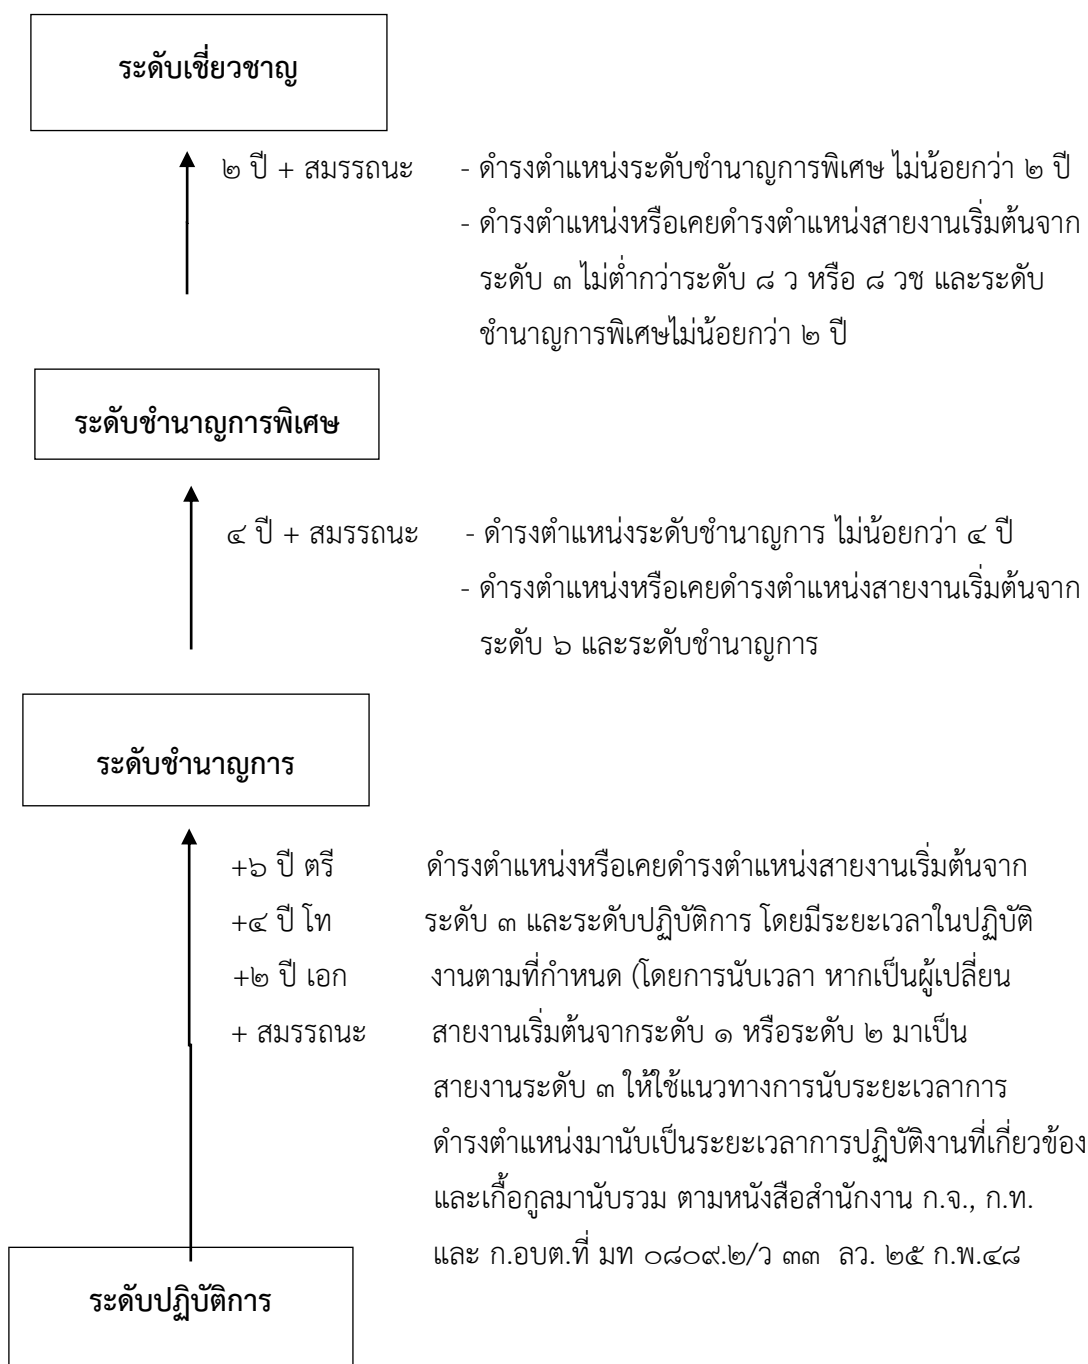 ระดับเชี่ยวชาญ
๒ ปี + สมรรถนะ - ดำรงตำแหน่งระดับชำนาญการพิเศษ ไม่น้อยกว่า ๒ ปี
- ดำรงตำแหน่งหรือเคยดำรงตำแหน่งสายงานเริ่มต้นจาก
ระดับ ๓ ไม่ต่ำกว่าระดับ ๘ ว หรือ ๘ วช และระดับ
ชำนาญการพิเศษไม่น้อยกว่า ๒ ปี
ระดับชำนาญการพิเศษ
๔ ปี + สมรรถนะ - ดำรงตำแหน่งระดับชำนาญการ ไม่น้อยกว่า ๔ ปี
- ดำรงตำแหน่งหรือเคยดำรงตำแหน่งสายงานเริ่มต้นจาก
ระดับ ๖ และระดับชำนาญการ
ระดับชำนาญการ
+๖ ปี ตรี ดำรงตำแหน่งหรือเคยดำรงตำแหน่งสายงานเริ่มต้นจาก
+๔ ปี โท ระดับ ๓ และระดับปฏิบัติการ โดยมีระยะเวลาในปฏิบัติ
+๒ ปี เอก งานตามที่กำหนด (โดยการนับเวลา หากเป็นผู้เปลี่ยน
+ สมรรถนะ สายงานเริ่มต้นจากระดับ ๑ หรือระดับ ๒ มาเป็น
สายงานระดับ ๓ ให้ใช้แนวทางการนับระยะเวลาการ
ดำรงตำแหน่งมานับเป็นระยะเวลาการปฏิบัติงานที่เกี่ยวข้อง
และเกื้อกูลมานับรวม ตามหนังสือสำนักงาน ก.จ., ก.ท.
และ ก.อบต.ที่ มท ๐๘๐๙.๒/ว ๓๓ ลว. ๒๕ ก.พ.๔๘
ระดับปฏิบัติการ